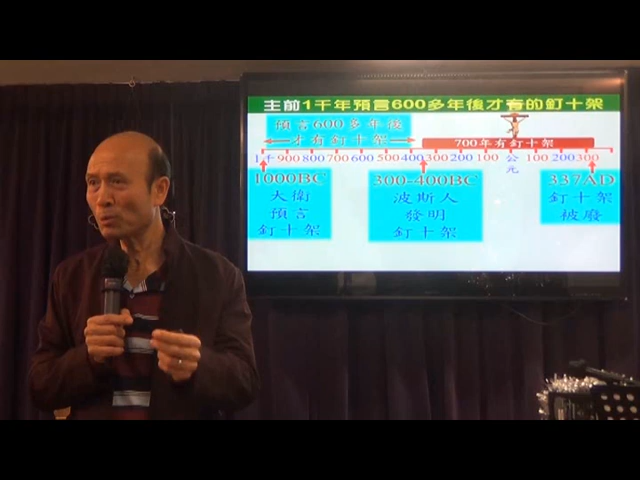 主前1千年預言600多年後才有的釘十架
預言600多年後
才有釘十架
700年有釘十架
1千 900 800 700 600 500 400 300 200 100 公元 100 200 300
1000BC
大衛
預言
釘十架
300-400BC
波斯人
發明
釘十架
337AD
釘十架
被廢